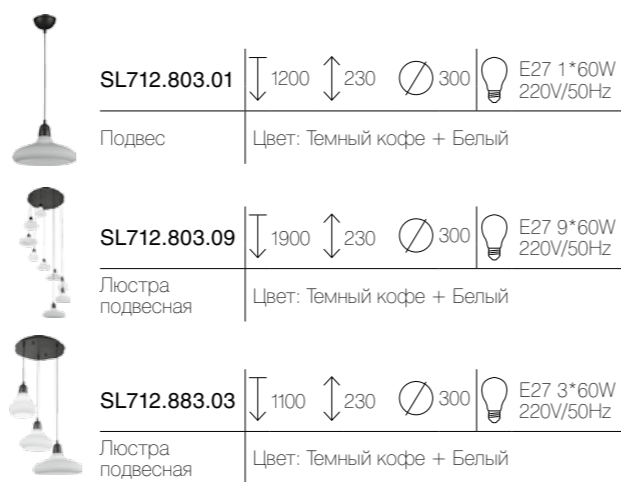 SL712.803.01 1200 230 300 E27 1*60W
220V/50Hz
Подвес Цвет: Темный кофе + Белый
SL712.803.09 1900 230 300 E27 9*60W
220V/50Hz
Люстра
подвесная Цвет: Темный кофе + Белый
SL712.883.03 1100 230 300 E27 3*60W
220V/50Hz
Люстра
подвесная Цвет: Темный кофе + Белый